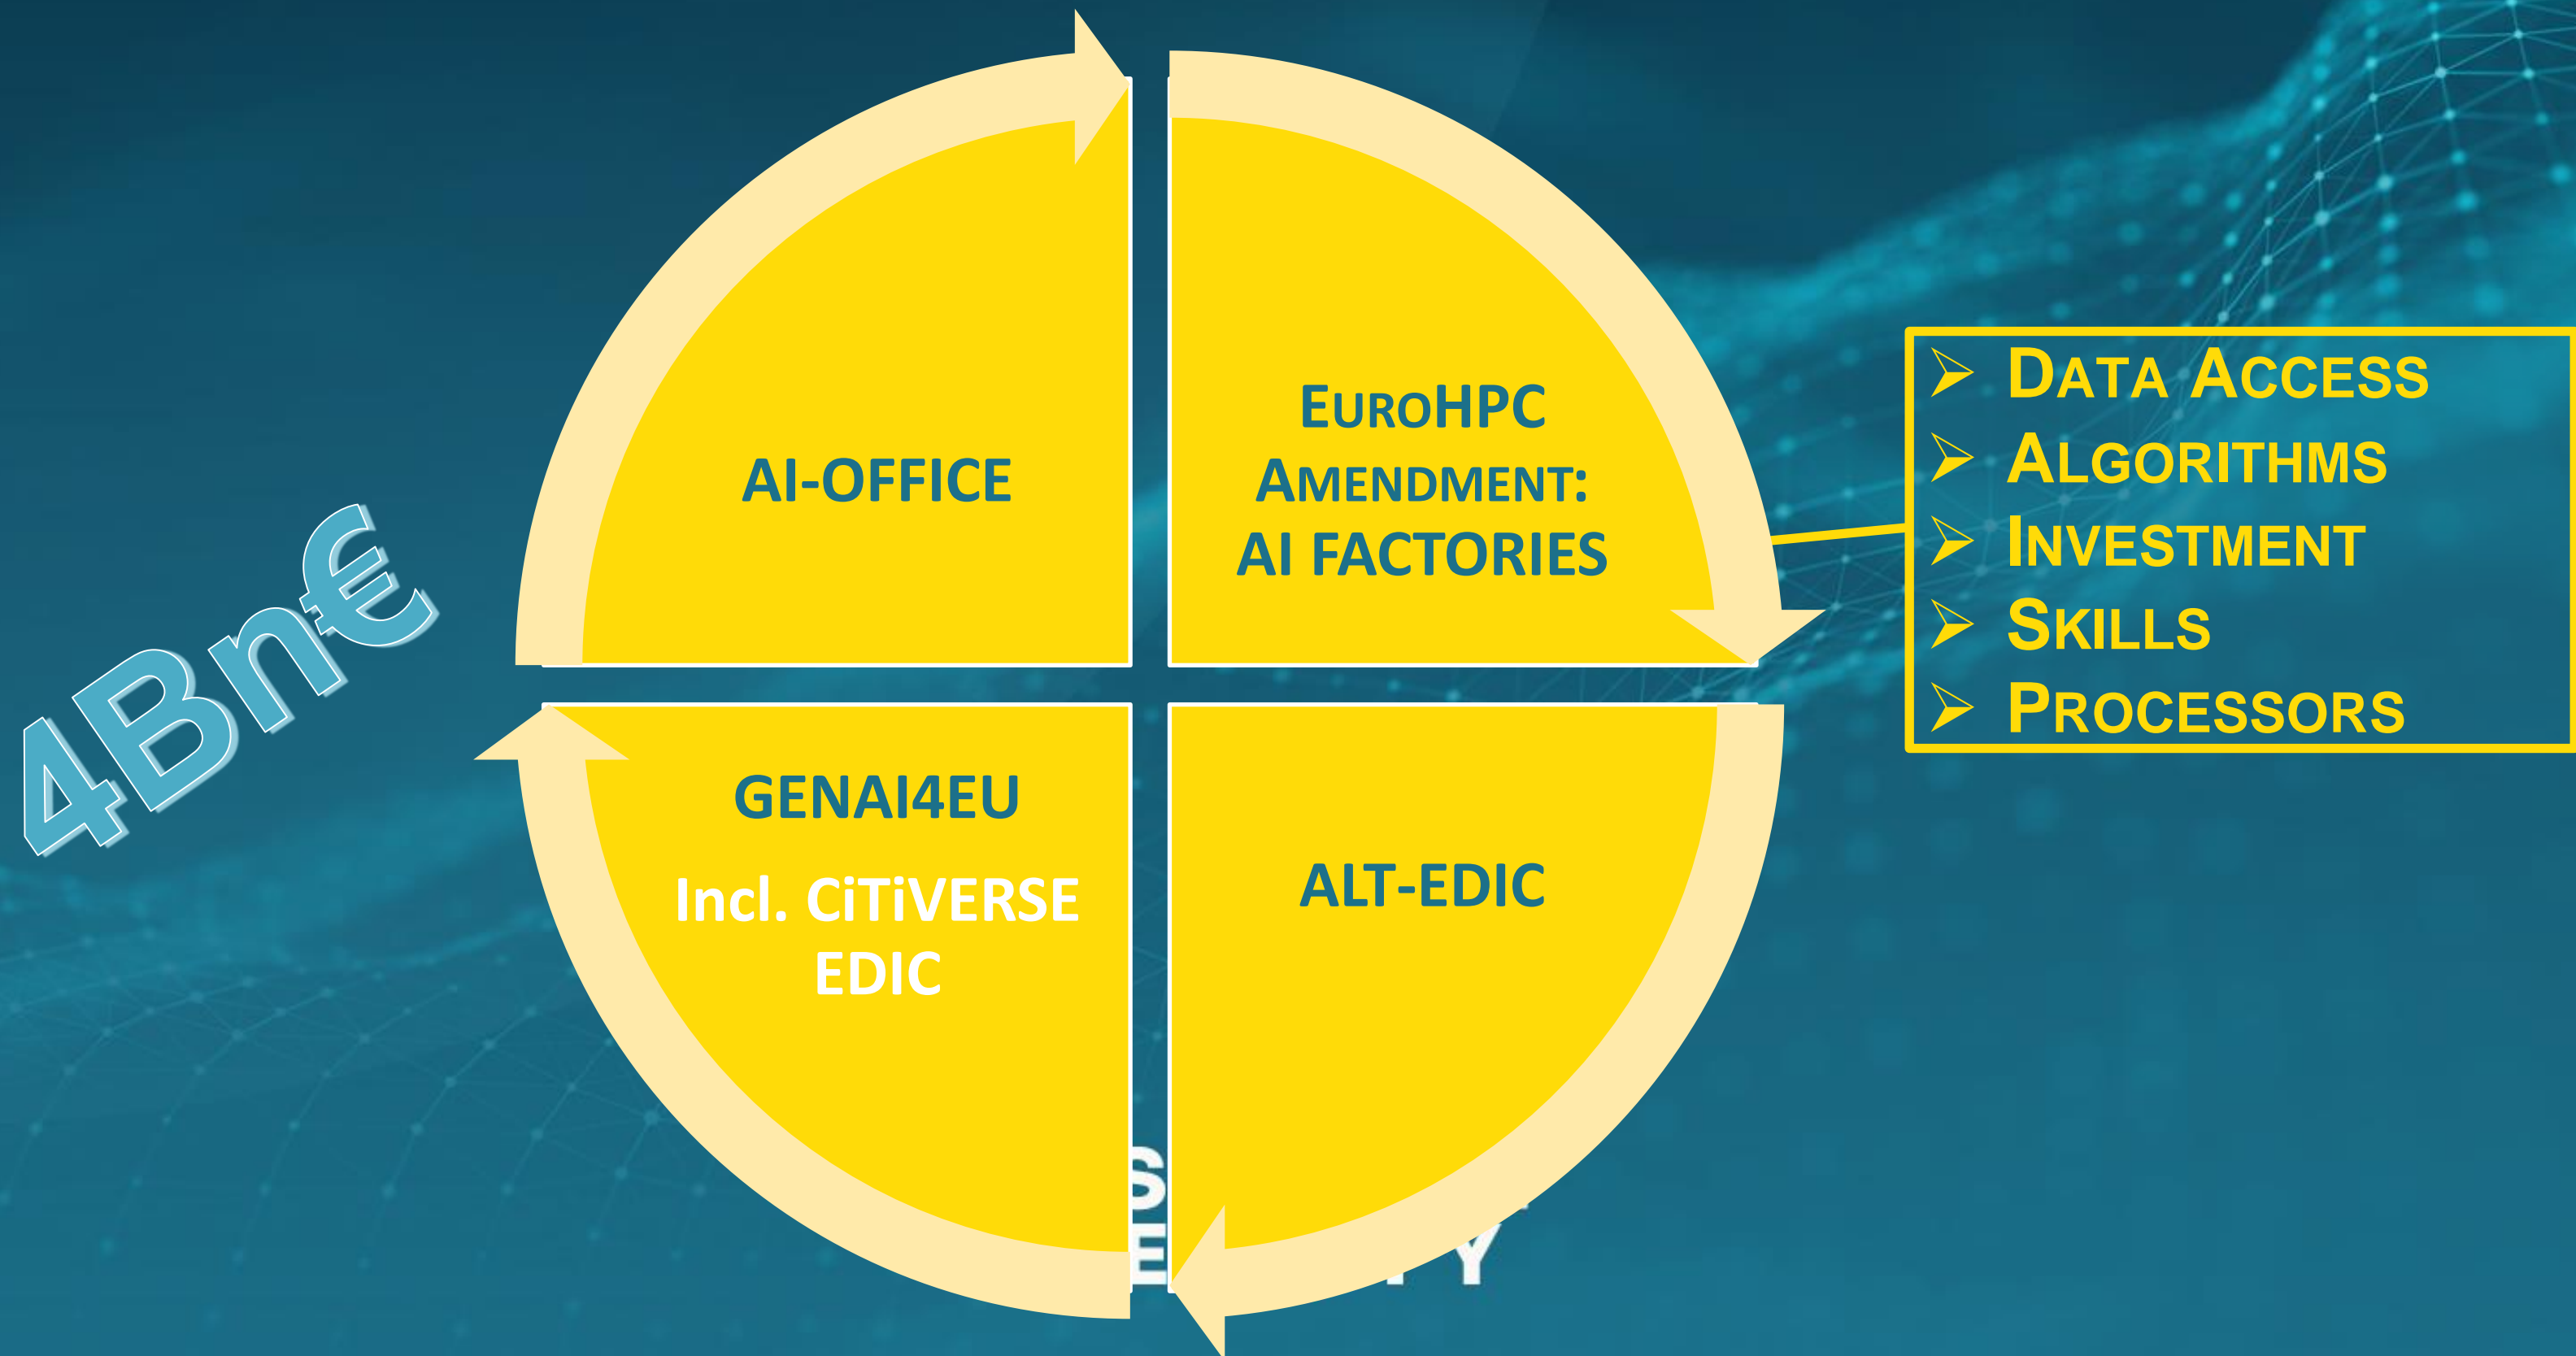 AI-OFFICE
EUROHPC
AMENDMENT:
AI FACTORIES
DATA ACCESS
ALGORITHMS
INVESTMENT
SKILLS
PROCESSORS
4Bn€
GENAI4EU
Incl. CiTiVERSE
EDIC
ALT-EDIC